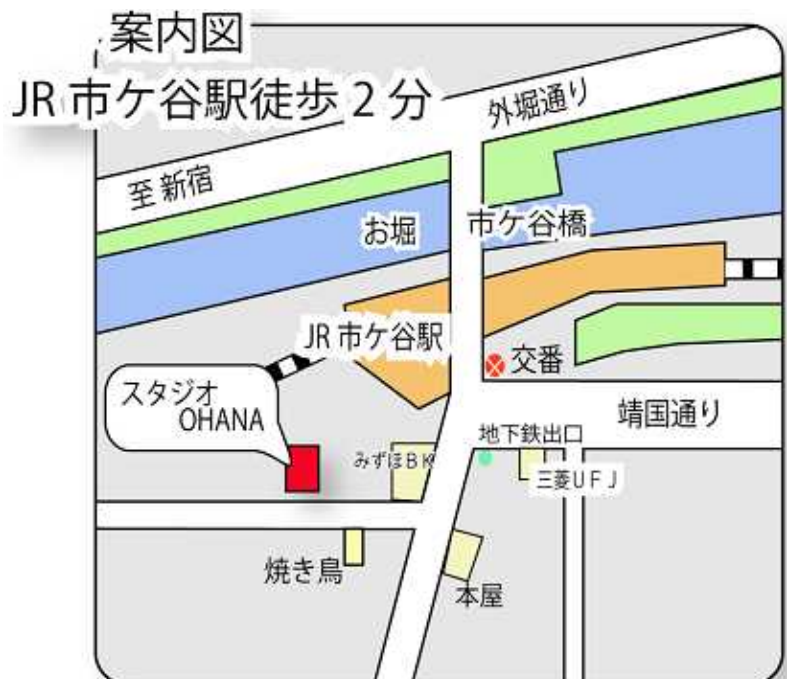 案内図
JR 市ケ谷駅徒歩 2 分
外堀通り
至 新宿
お堀
市ケ谷橋
JR 市ケ谷駅
交番
スタジオ
OHANA
靖国通り
地下鉄出口
みずほＢＫ
三菱ＵＦＪ
焼き鳥
本屋